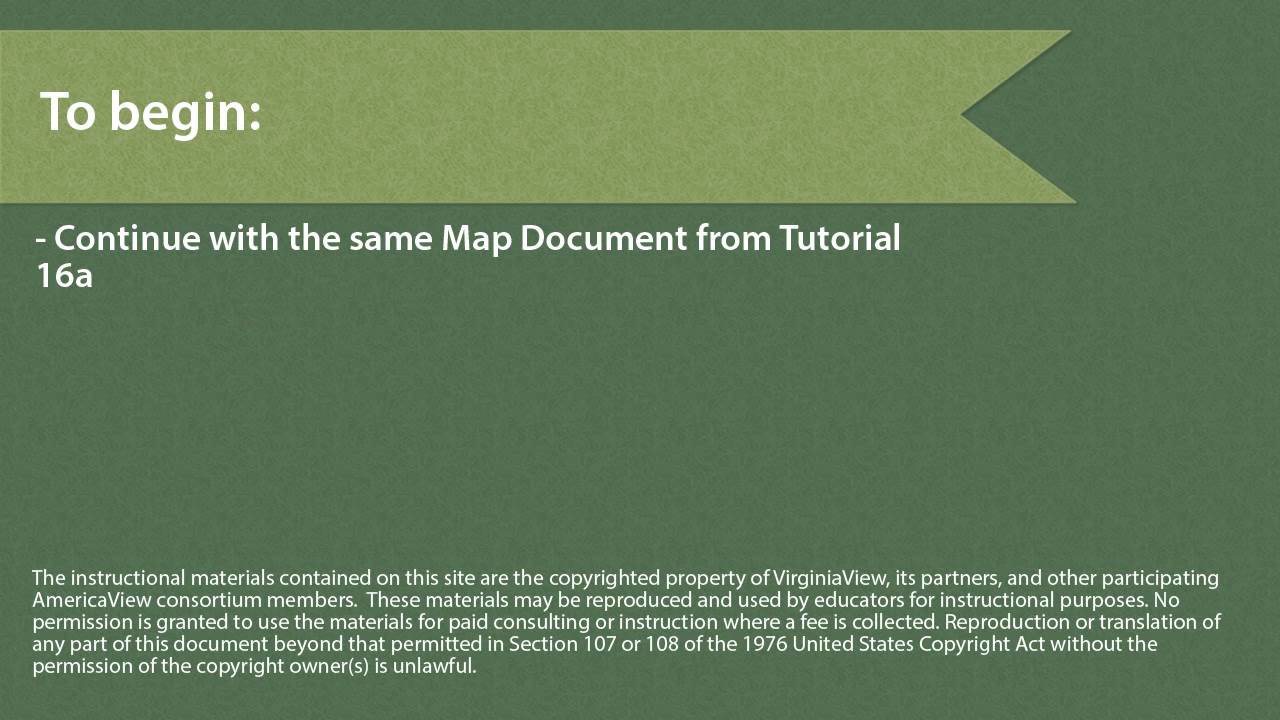 To begin:
- Continue with the same Map Document from Tutorial
16a
The instructional materials contained on this site are the copyrighted property of VirginiaView, its partners, and other participating
AmericaView consortium members.  These materials may be reproduced and used by educators for instructional purposes. No
permission is granted to use the materials for paid consulting or instruction where a fee is collected. Reproduction or translation of
any part of this document beyond that permitted in Section 107 or 108 of the 1976 United States Copyright Act without the
permission of the copyright owner(s) is unlawful.